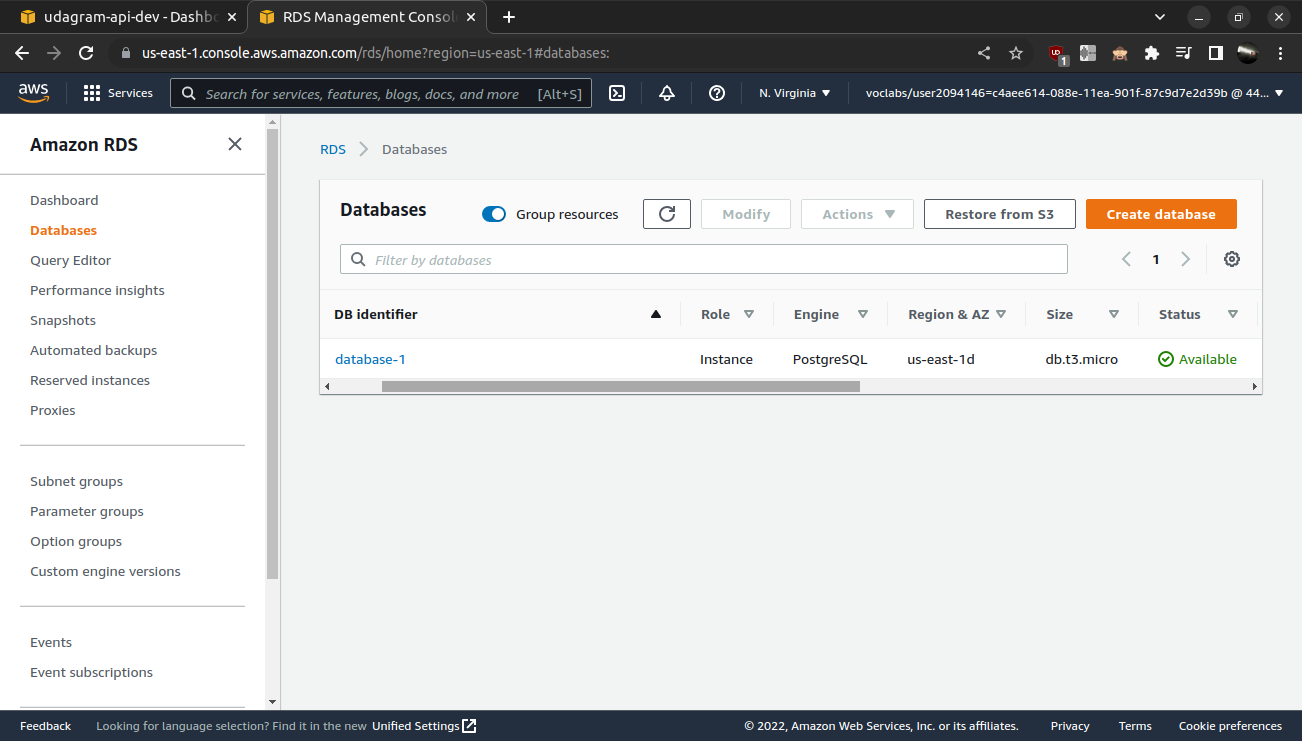 udagram-api-dev - Dashbo
RDS Management Consol
us-east-1.console.aws.amazon.com/rds/home?region=us-east-1#databases:
UD
1
aws
Services
Search for services, features, blogs, docs, and more [Alt+S]
N. Virginia
voclabs/user2094146=c4aee614-088e-11ea-901f-87c9d7e2d39b @ 44...
Amazon RDS
Dashboard
Databases
Query Editor
Performance insights
Snapshots
Automated backups
Reserved instances
Proxies
Subnet groups
Parameter groups
Option groups
Custom engine versions
Events
Event subscriptions
RDS
Databases
Databases
Group resources
Modify
Actions
Restore from S3
Create database
Filter by databases
1
DB identifier Role Engine Region & AZ Size Status
database-1 Instance PostgreSQL us-east-1d db.t3.micro Available
Feedback Looking for language selection? Find it in the new Unified Settings
© 2022, Amazon Web Services, Inc. or its affiliates. Privacy Terms Cookie preferences